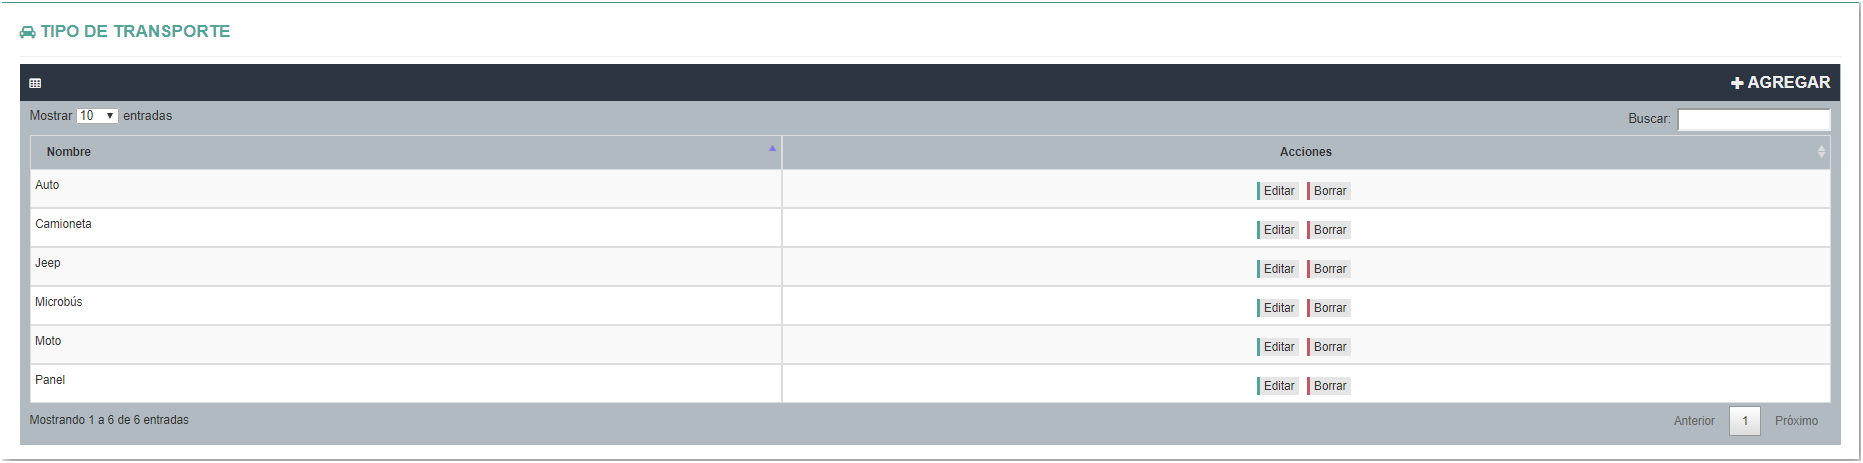 TIPO DE TRANSPORTE
AGREGAR
Mostrar 10 entradas
Buscar:
Nombre Acciones
Auto Editar Borrar
Camioneta Editar Borrar
Jeep Editar Borrar
Microbús Editar Borrar
Moto Editar Borrar
Panel Editar Borrar
Mostrando 1 a 6 de 6 entradas Anterior 1 Próximo